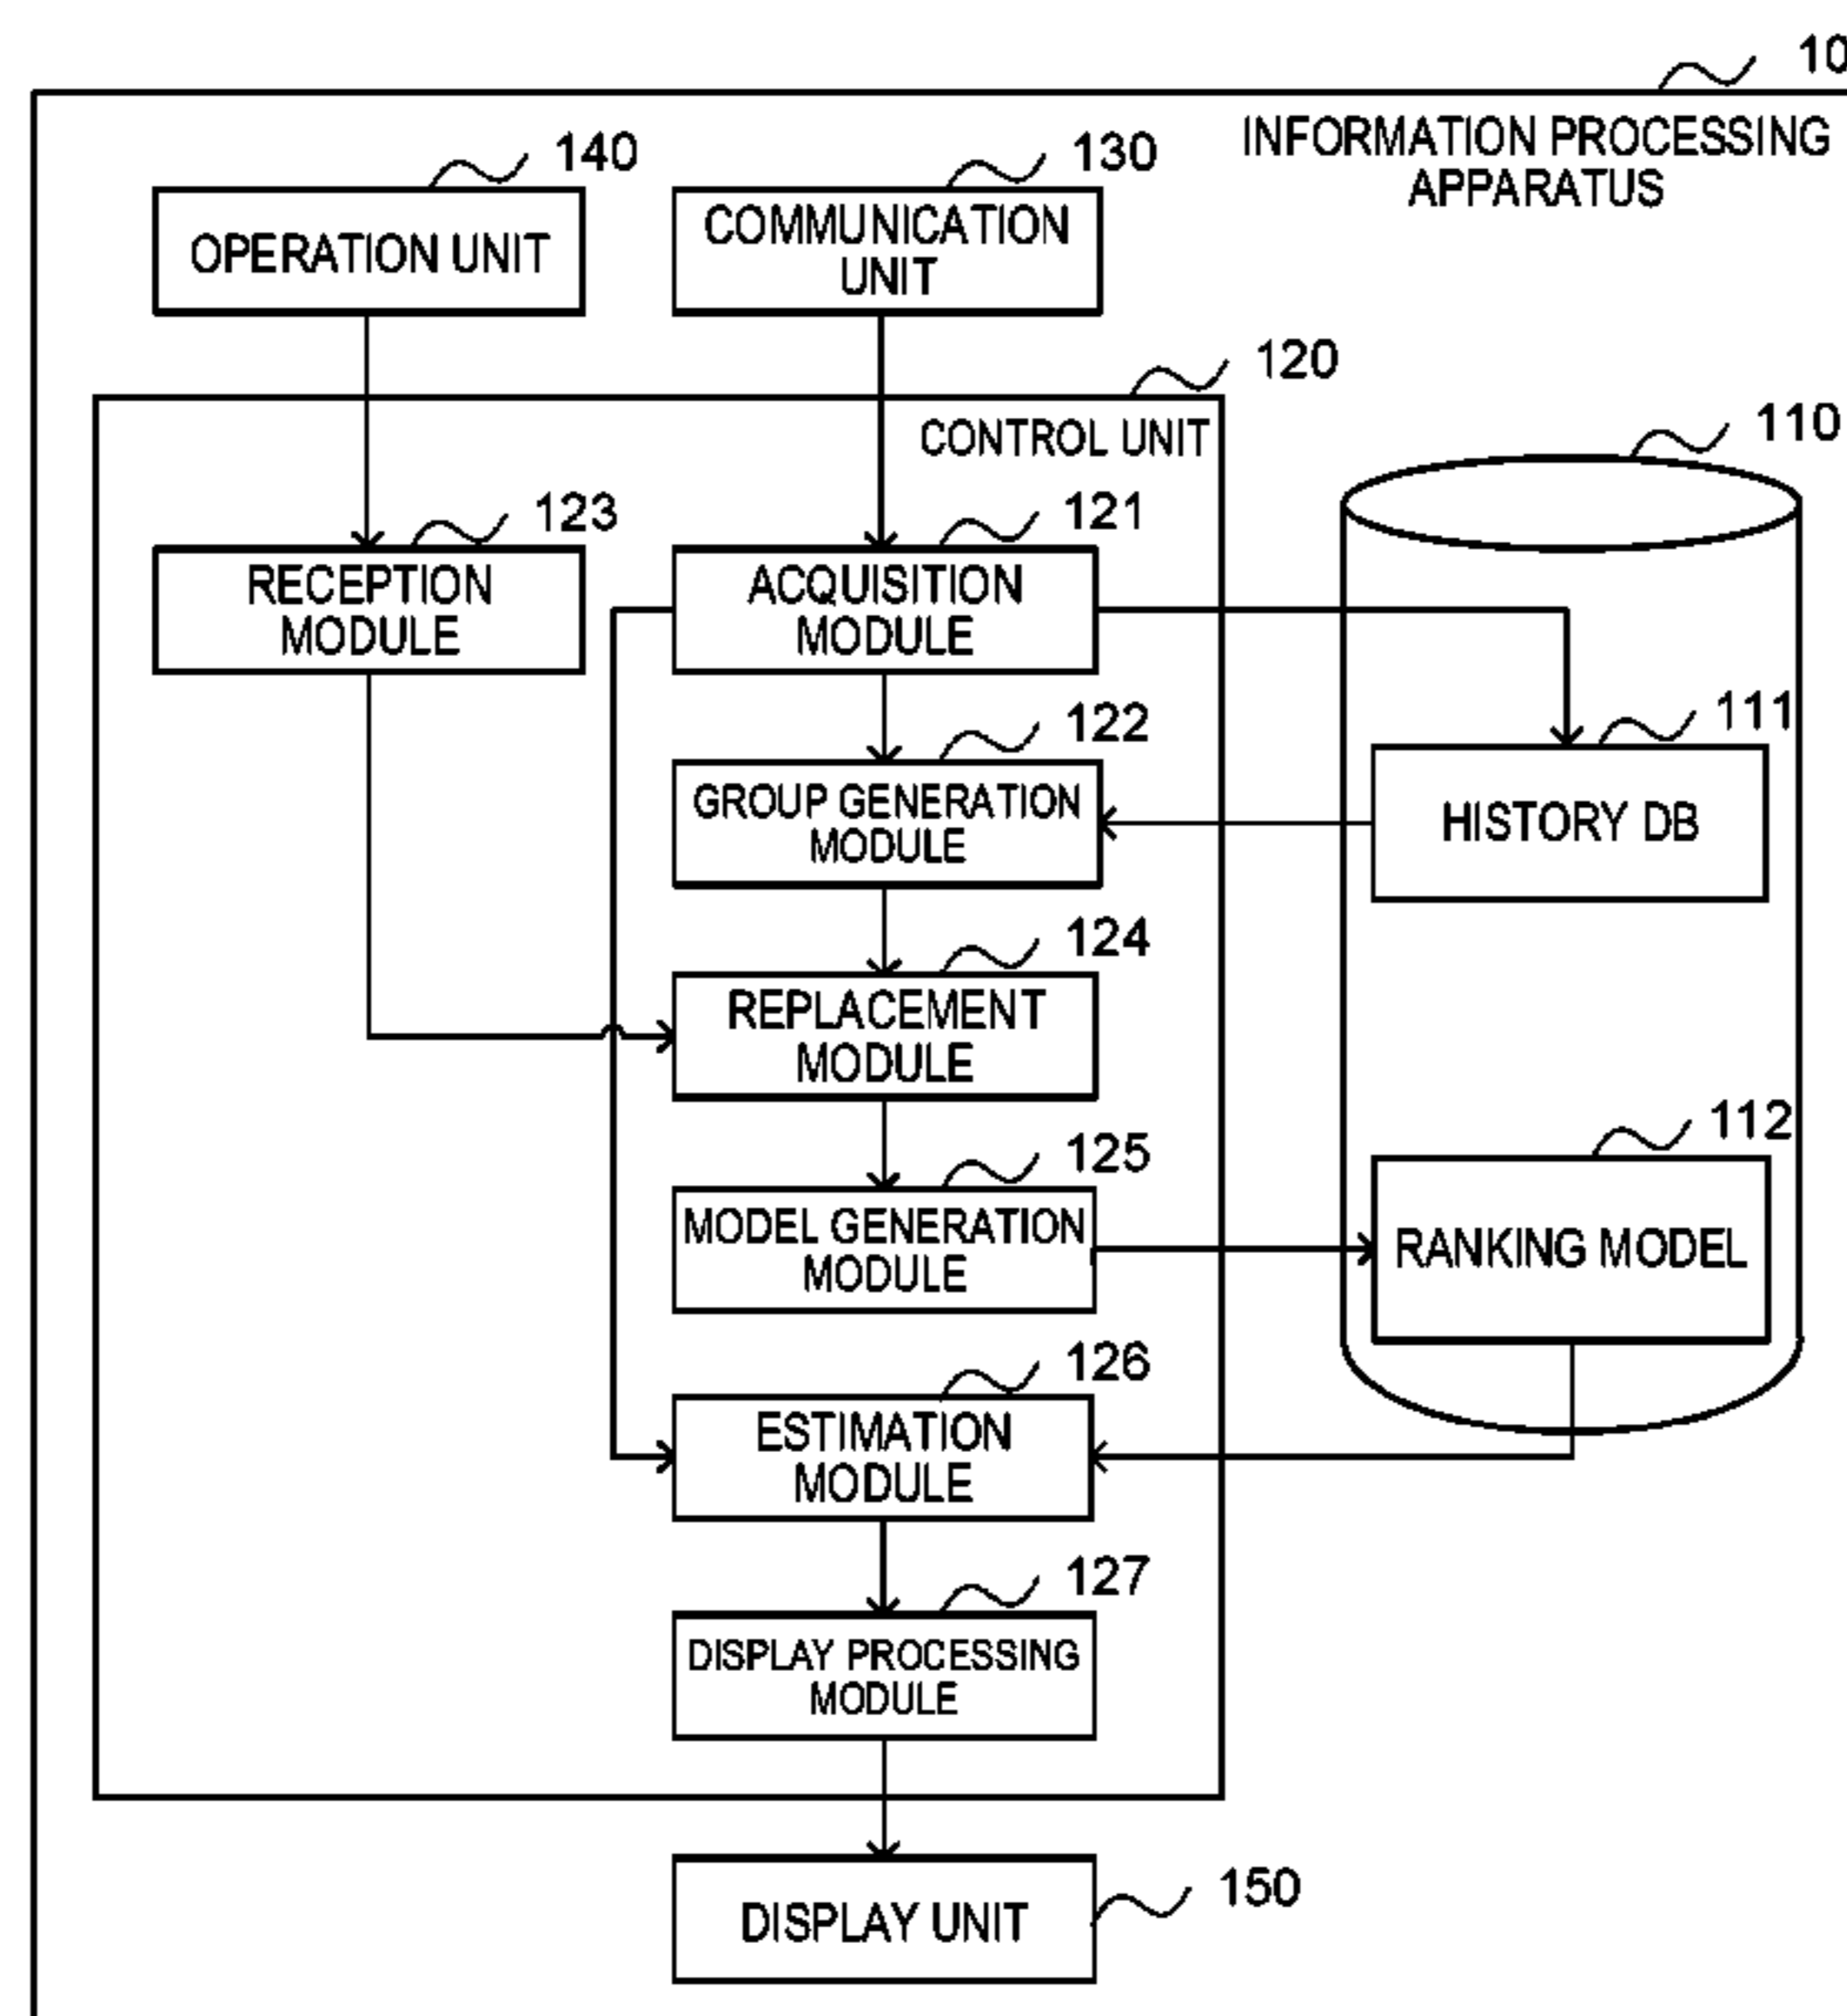 10
INFORMATION PROCESSING
APPARATUS
140
OPERATION UNIT
130
COMMUNICATION
UNIT
120
CONTROL UNIT
110
123
RECEPTION
MODULE
121
ACQUISITION
MODULE
122
GROUP GENERATION
MODULE
111
HISTORY DB
124
REPLACEMENT
MODULE
125
MODEL GENERATION
MODULE
112
RANKING MODEL
126
ESTIMATION
MODULE
127
DISPLAY PROCESSING
MODULE
150
DISPLAY UNIT